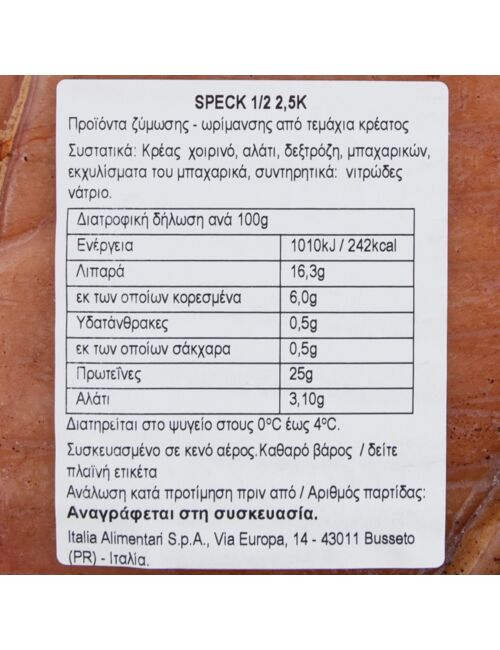 SPECK 1/2 2,5K
Προϊόντα ζύμωσης - ωρίμανσης από τεμάχια κρέατος
Συστατικά: Κρέας χοιρινό, αλάτι, δεξτρόζη, μπαχαρικών,
εκχυλίσματα του μπαχαρικά, συντηρητικά: νιτρώδες
νάτριο.
Διατροφική δήλωση ανά 100g
Ενέργεια 1010kJ / 242kcal
Λιπαρά 16,3g
εκ των οποίων κορεσμένα 6,0g
Υδατάνθρακες 0,5g
εκ των οποίων σάκχαρα 0,5g
Πρωτεΐνες 25g
Αλάτι 3,10g
Διατηρείται στο ψυγείο στους 0ºC έως 4ºC.
Συσκευασμένο σε κενό αέρος.Καθαρό βάρος / δείτε
πλαϊνή ετικέτα
Ανάλωση κατά προτίμηση πριν από / Αριθμός παρτίδας:
Αναγράφεται στη συσκευασία.
Italia Alimentari S.p.A., Via Europa, 14 - 43011 Busseto
(PR) - Ιταλία.